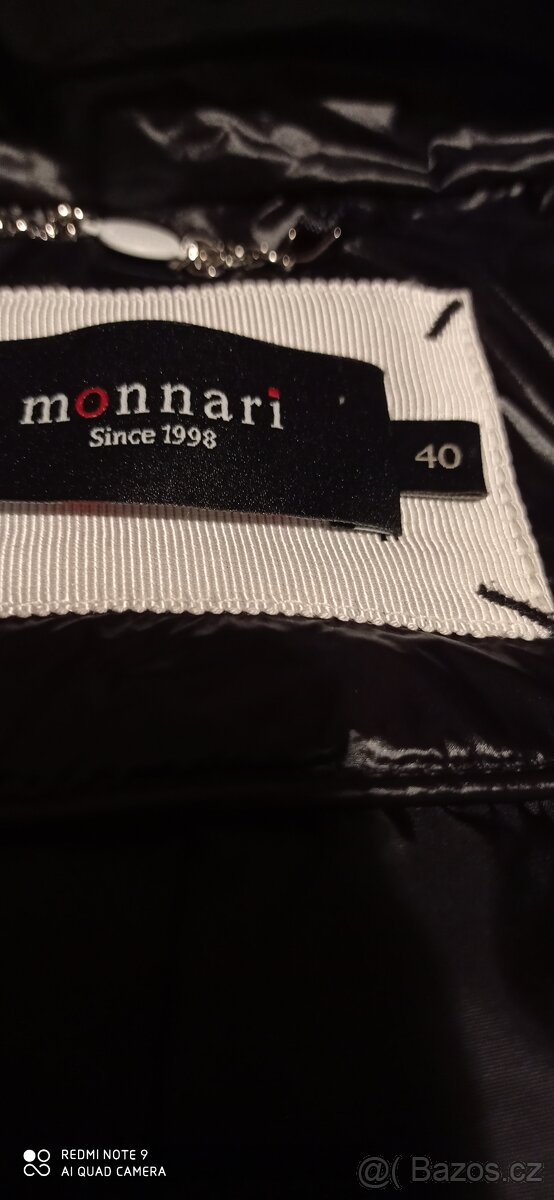 monnari
Since 1998
40
REDMI NOTE 9
AI QUAD CAMERA
@( Bazos.cz